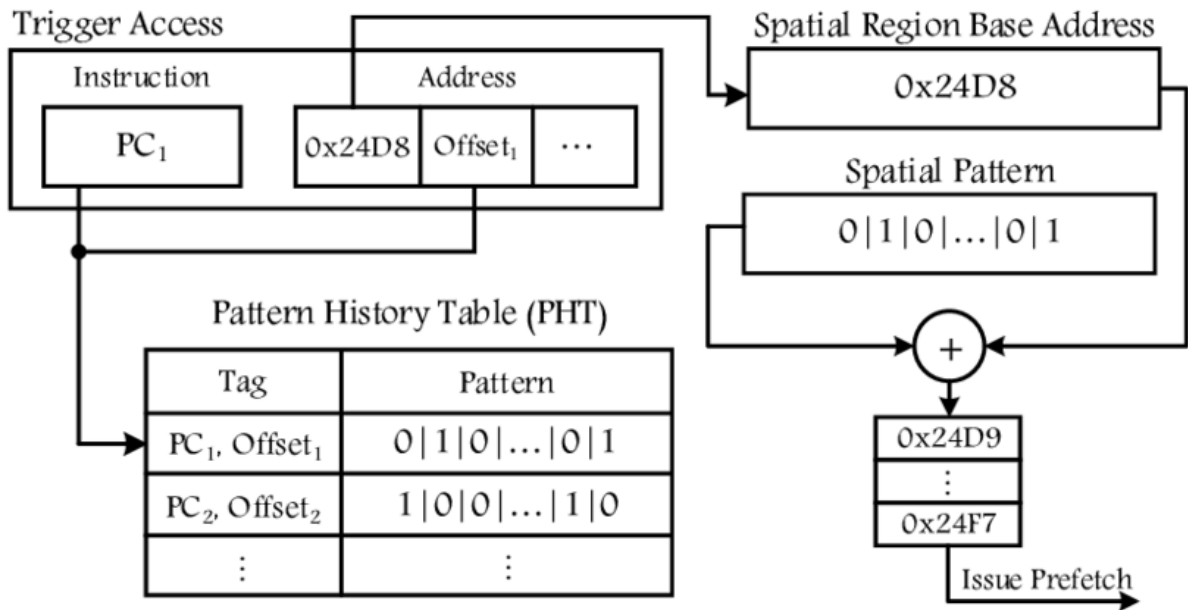 Trigger Access
Instruction
Address
PC₁
0x24D8
Offset₁
...
Spatial Region Base Address
0x24D8
Spatial Pattern
0|1|0|...|0|1
+
0x24D9
⋮
0x24F7
Issue Prefetch
Pattern History Table (PHT)
Tag
Pattern
PC₁, Offset₁
0|1|0|...|0|1
PC₂, Offset₂
1|0|0|...|1|0
⋮
⋮